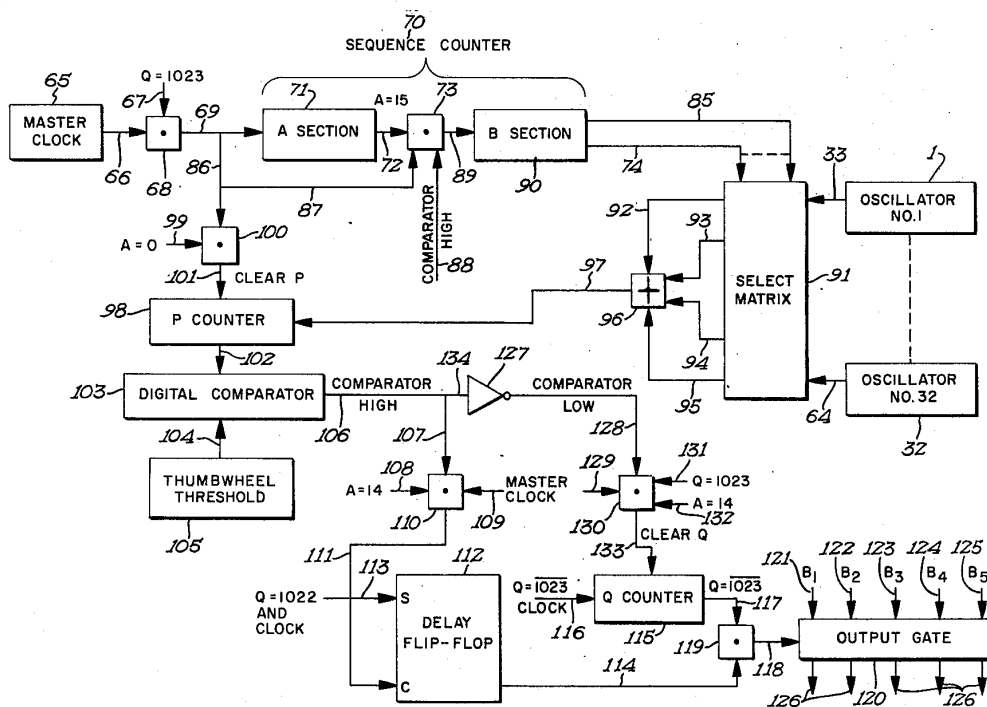 70
SEQUENCE COUNTER
65
MASTER CLOCK
Q = 1023
67
66
68
69
71
A SECTION
A = 15
72
73
89
B SECTION
90
85
74
86
87
COMPARATOR HIGH
88
99
A = 0
100
101
CLEAR P
98
P COUNTER
97
92
93
96
94
95
SELECT MATRIX
91
33
1
OSCILLATOR NO. 1
64
OSCILLATOR NO. 32
32
102
103
DIGITAL COMPARATOR
104
THUMBWHEEL THRESHOLD
105
COMPARATOR HIGH
106
134
127
COMPARATOR LOW
107
128
A = 14
108
110
109
MASTER CLOCK
129
130
131
Q = 1023
A = 14
132
CLEAR Q
133
111
Q = 1022 AND CLOCK
113
112
S
DELAY FLIP-FLOP
C
114
Q = 1023
CLOCK
116
Q COUNTER
115
Q = 1023
117
119
118
121
B1
122
B2
123
B3
124
B4
125
B5
OUTPUT GATE
126
120
126